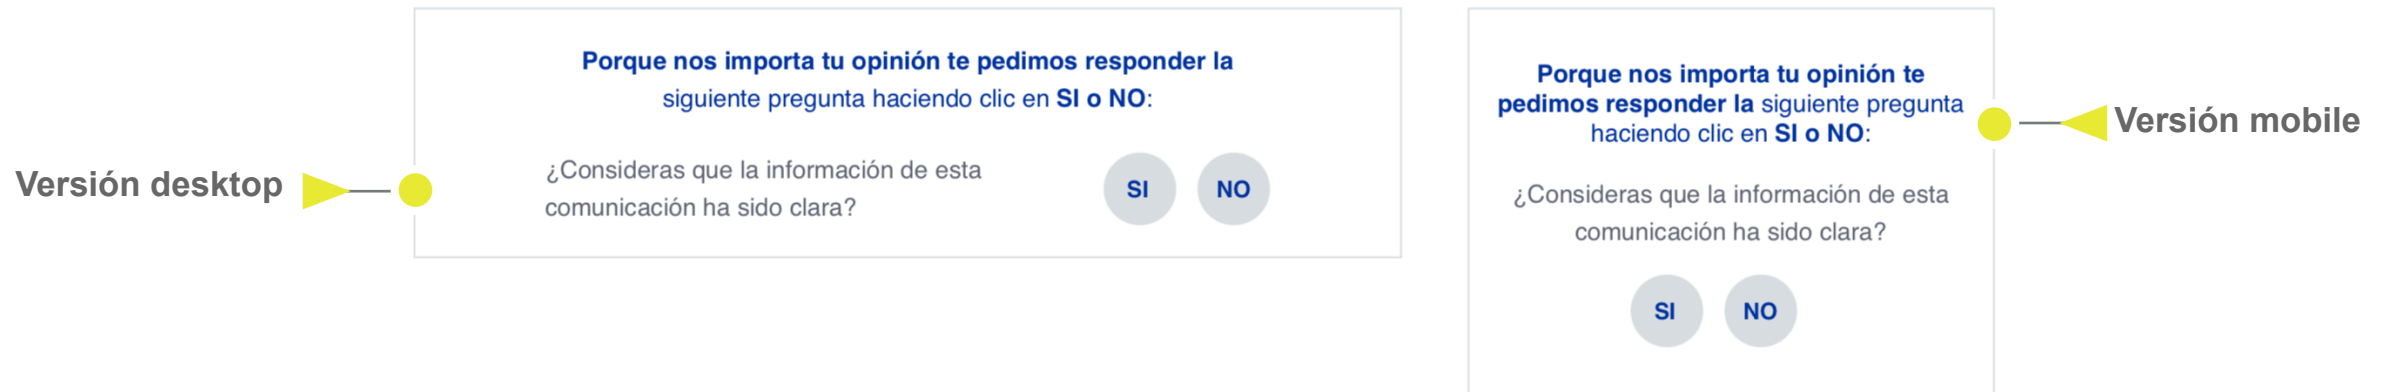 Versión desktop
Porque nos importa tu opinión te pedimos responder la
siguiente pregunta haciendo clic en SI o NO:
¿Consideras que la información de esta
comunicación ha sido clara?
SI
NO
Porque nos importa tu opinión te
pedimos responder la siguiente pregunta
haciendo clic en SI o NO:
¿Consideras que la información de esta
comunicación ha sido clara?
SI
NO
Versión mobile